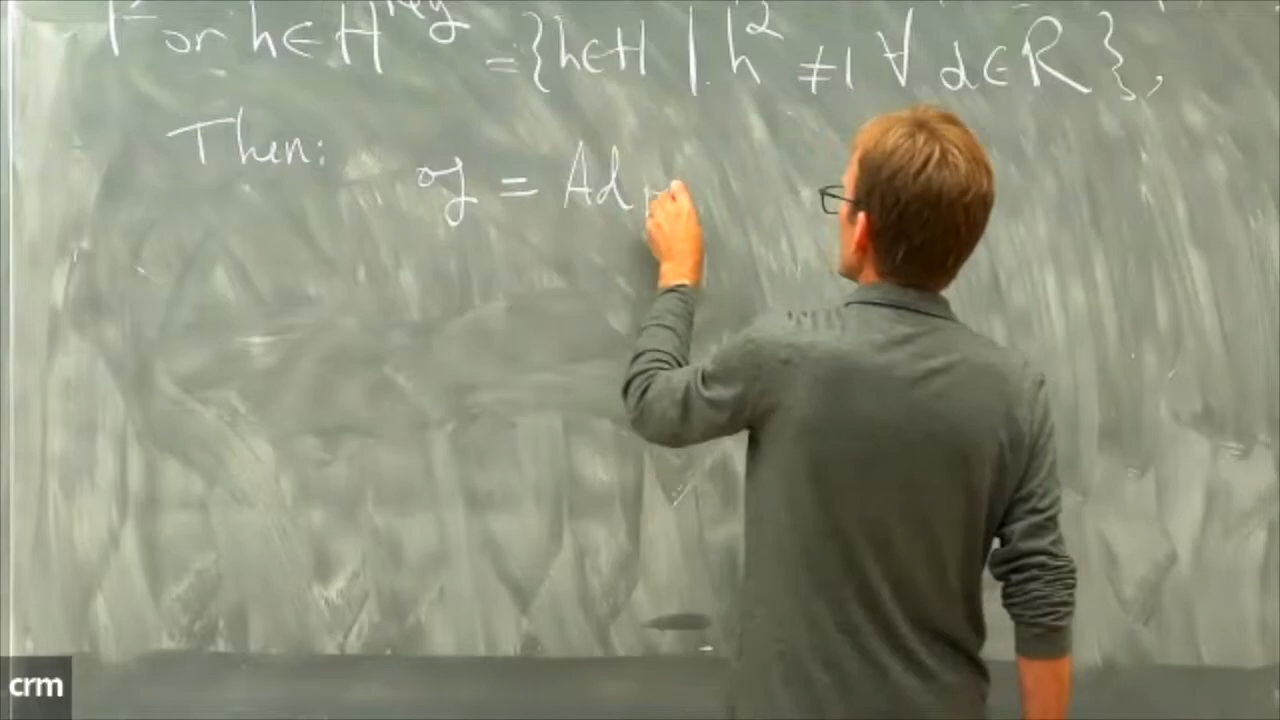 For h∈H^reg = {h∈H | h^α ≠ 1 ∀ α∈R},
Then:
𝔤 = Ad
crm